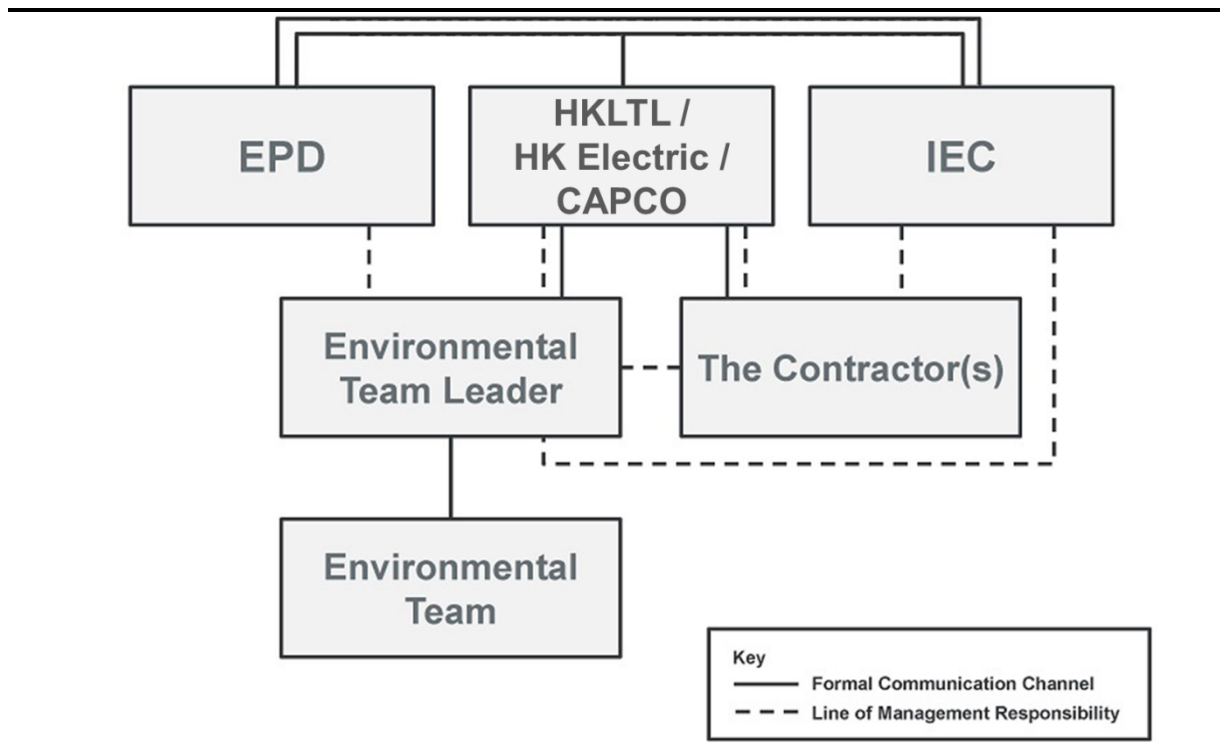 EPD
HKLTL /
HK Electric /
CAPCO
IEC
Environmental
Team Leader
The Contractor(s)
Environmental
Team
Key
Formal Communication Channel
Line of Management Responsibility